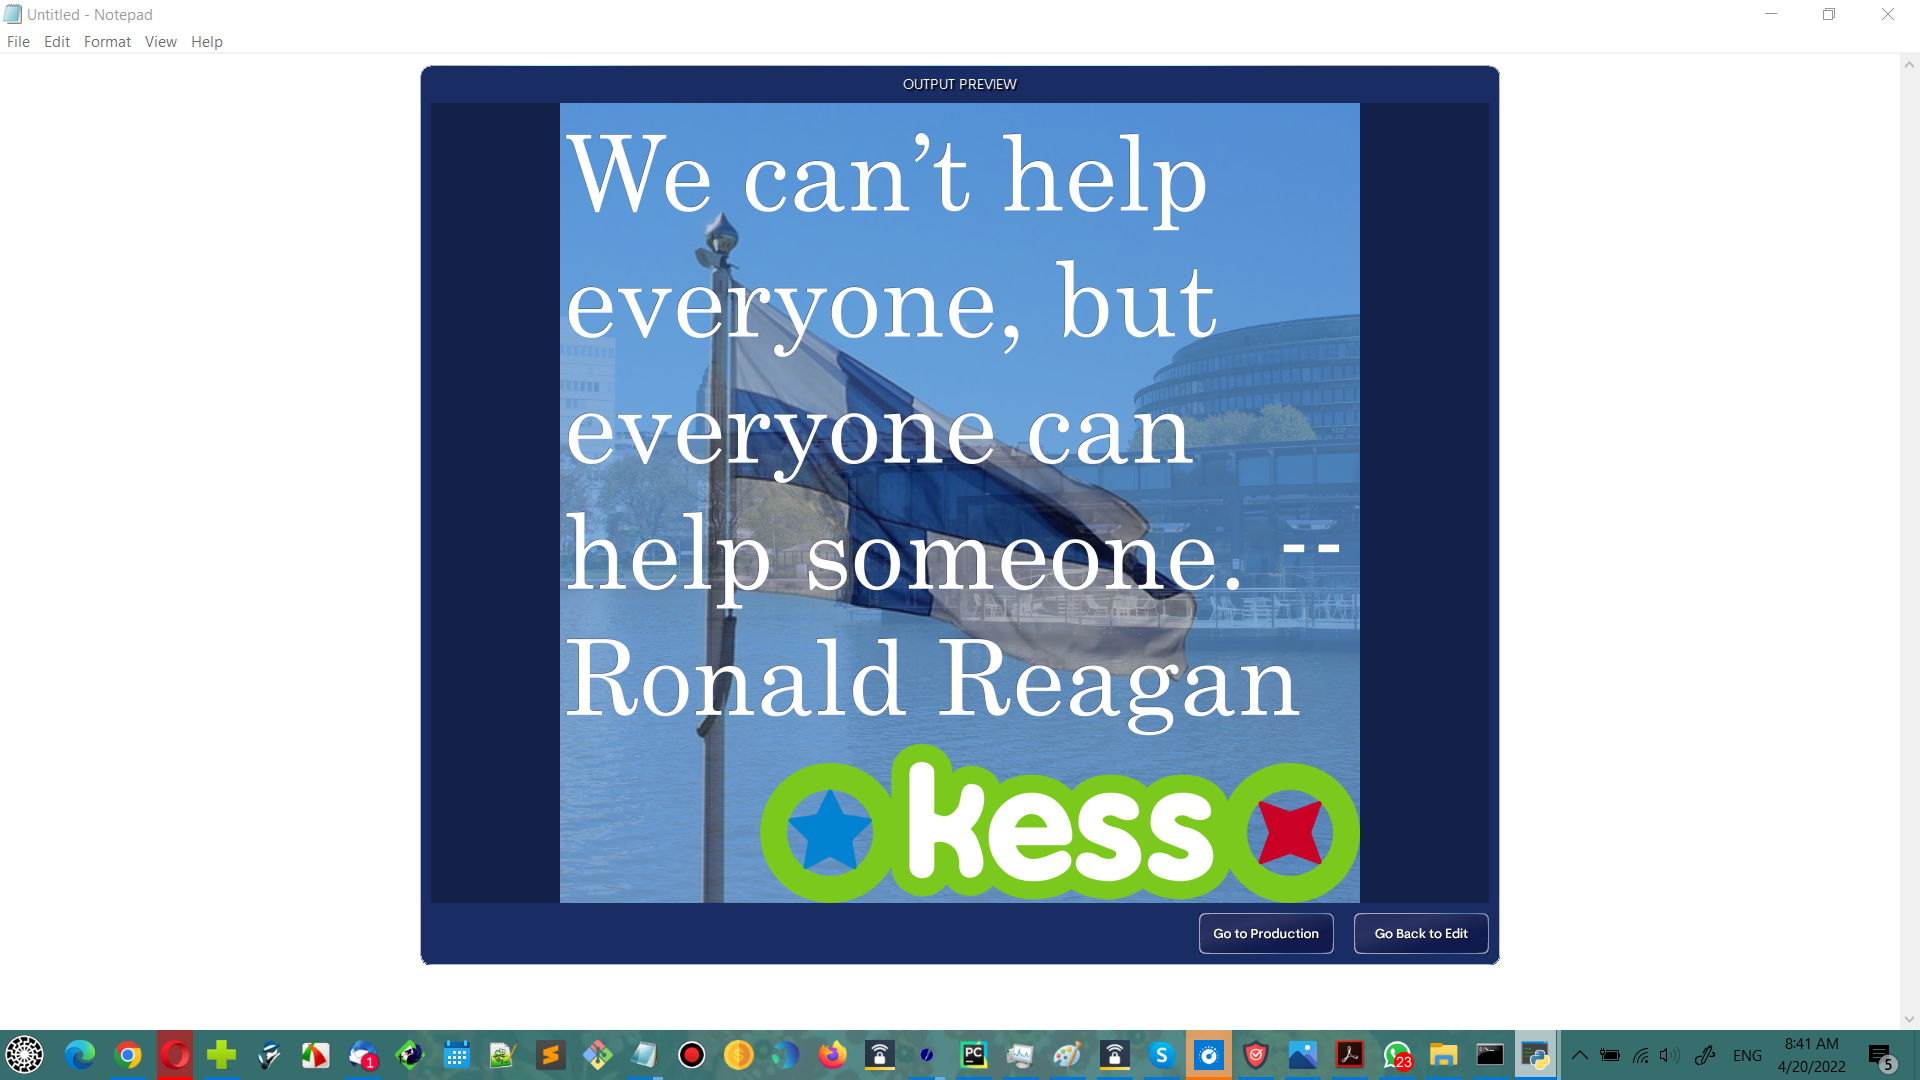 Untitled - Notepad
File Edit Format View Help
OUTPUT PREVIEW
We can’t help
everyone, but
everyone can
help someone. --
Ronald Reagan
kess
Go to Production Go Back to Edit
1
PC
S
23
ENG
8:41 AM
4/20/2022
5